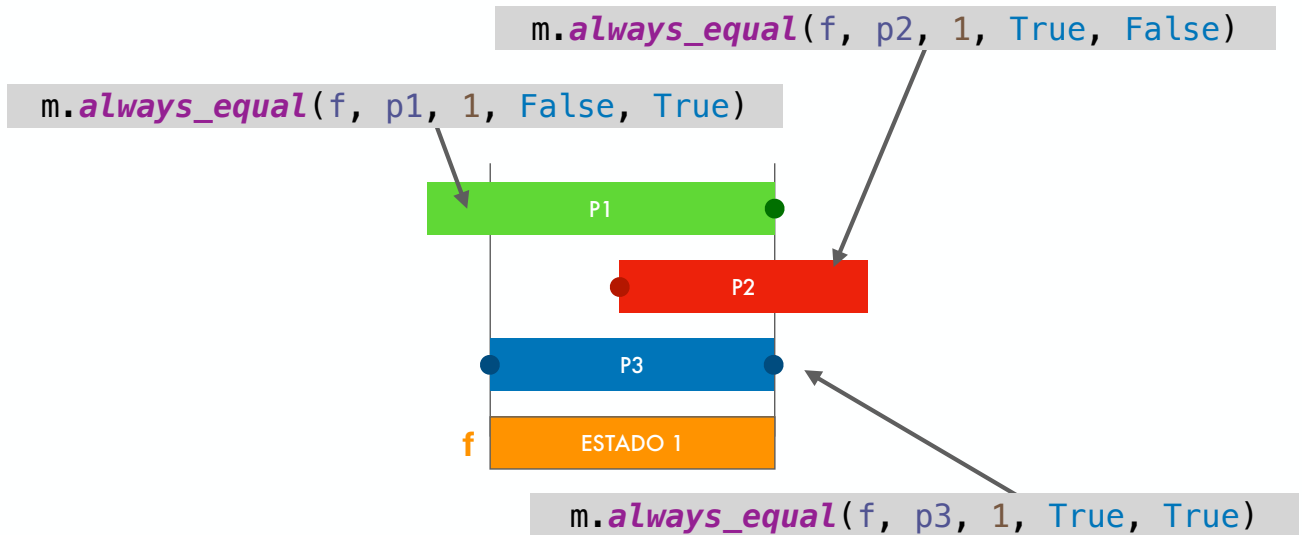 m.always_equal(f, p2, 1, True, False)
m.always_equal(f, p1, 1, False, True)
P1
P2
P3
f
ESTADO 1
m.always_equal(f, p3, 1, True, True)